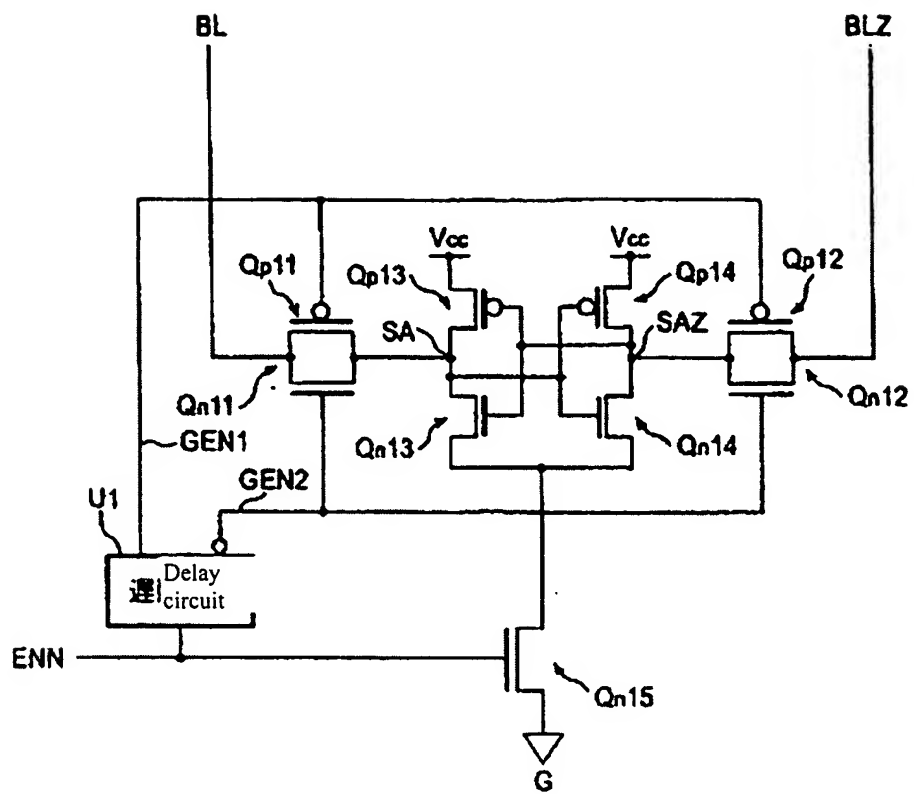 BL
BLZ
Vcc
Vcc
Qp11
Qp13
Qp14
Qp12
SA
SAZ
Qn11
Qn13
Qn14
Qn12
GEN1
GEN2
U1
遅 Delay
circuit
ENN
Qn15
G